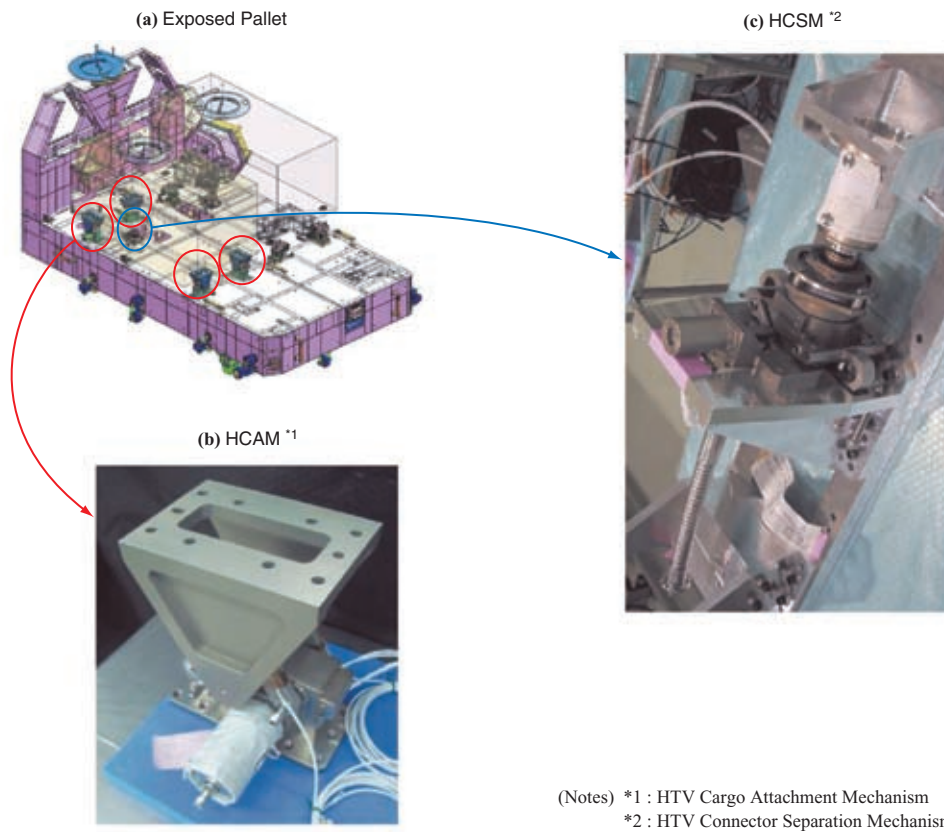 (a) Exposed Pallet
(c) HCSM *2
(b) HCAM *1
(Notes) *1 : HTV Cargo Attachment Mechanism
*2 : HTV Connector Separation Mechanism